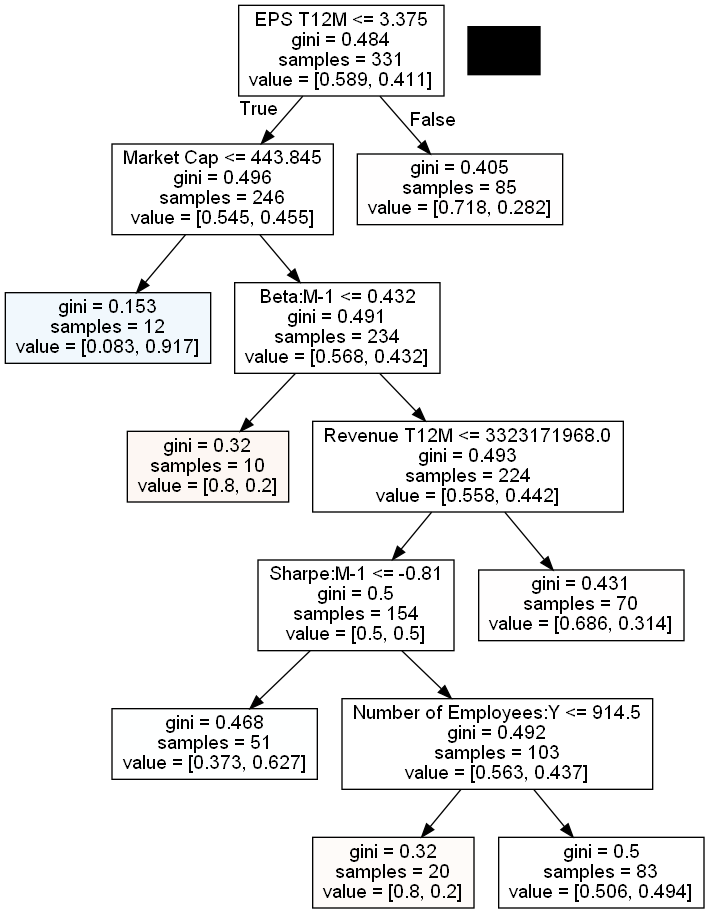 EPS T12M <= 3.375
gini = 0.484
samples = 331
value = [0.589, 0.411]
True
False
Market Cap <= 443.845
gini = 0.496
samples = 246
value = [0.545, 0.455]
gini = 0.405
samples = 85
value = [0.718, 0.282]
gini = 0.153
samples = 12
value = [0.083, 0.917]
Beta:M-1 <= 0.432
gini = 0.491
samples = 234
value = [0.568, 0.432]
gini = 0.32
samples = 10
value = [0.8, 0.2]
Revenue T12M <= 3323171968.0
gini = 0.493
samples = 224
value = [0.558, 0.442]
Sharpe:M-1 <= -0.81
gini = 0.5
samples = 154
value = [0.5, 0.5]
gini = 0.431
samples = 70
value = [0.686, 0.314]
gini = 0.468
samples = 51
value = [0.373, 0.627]
Number of Employees:Y <= 914.5
gini = 0.492
samples = 103
value = [0.563, 0.437]
gini = 0.32
samples = 20
value = [0.8, 0.2]
gini = 0.5
samples = 83
value = [0.506, 0.494]